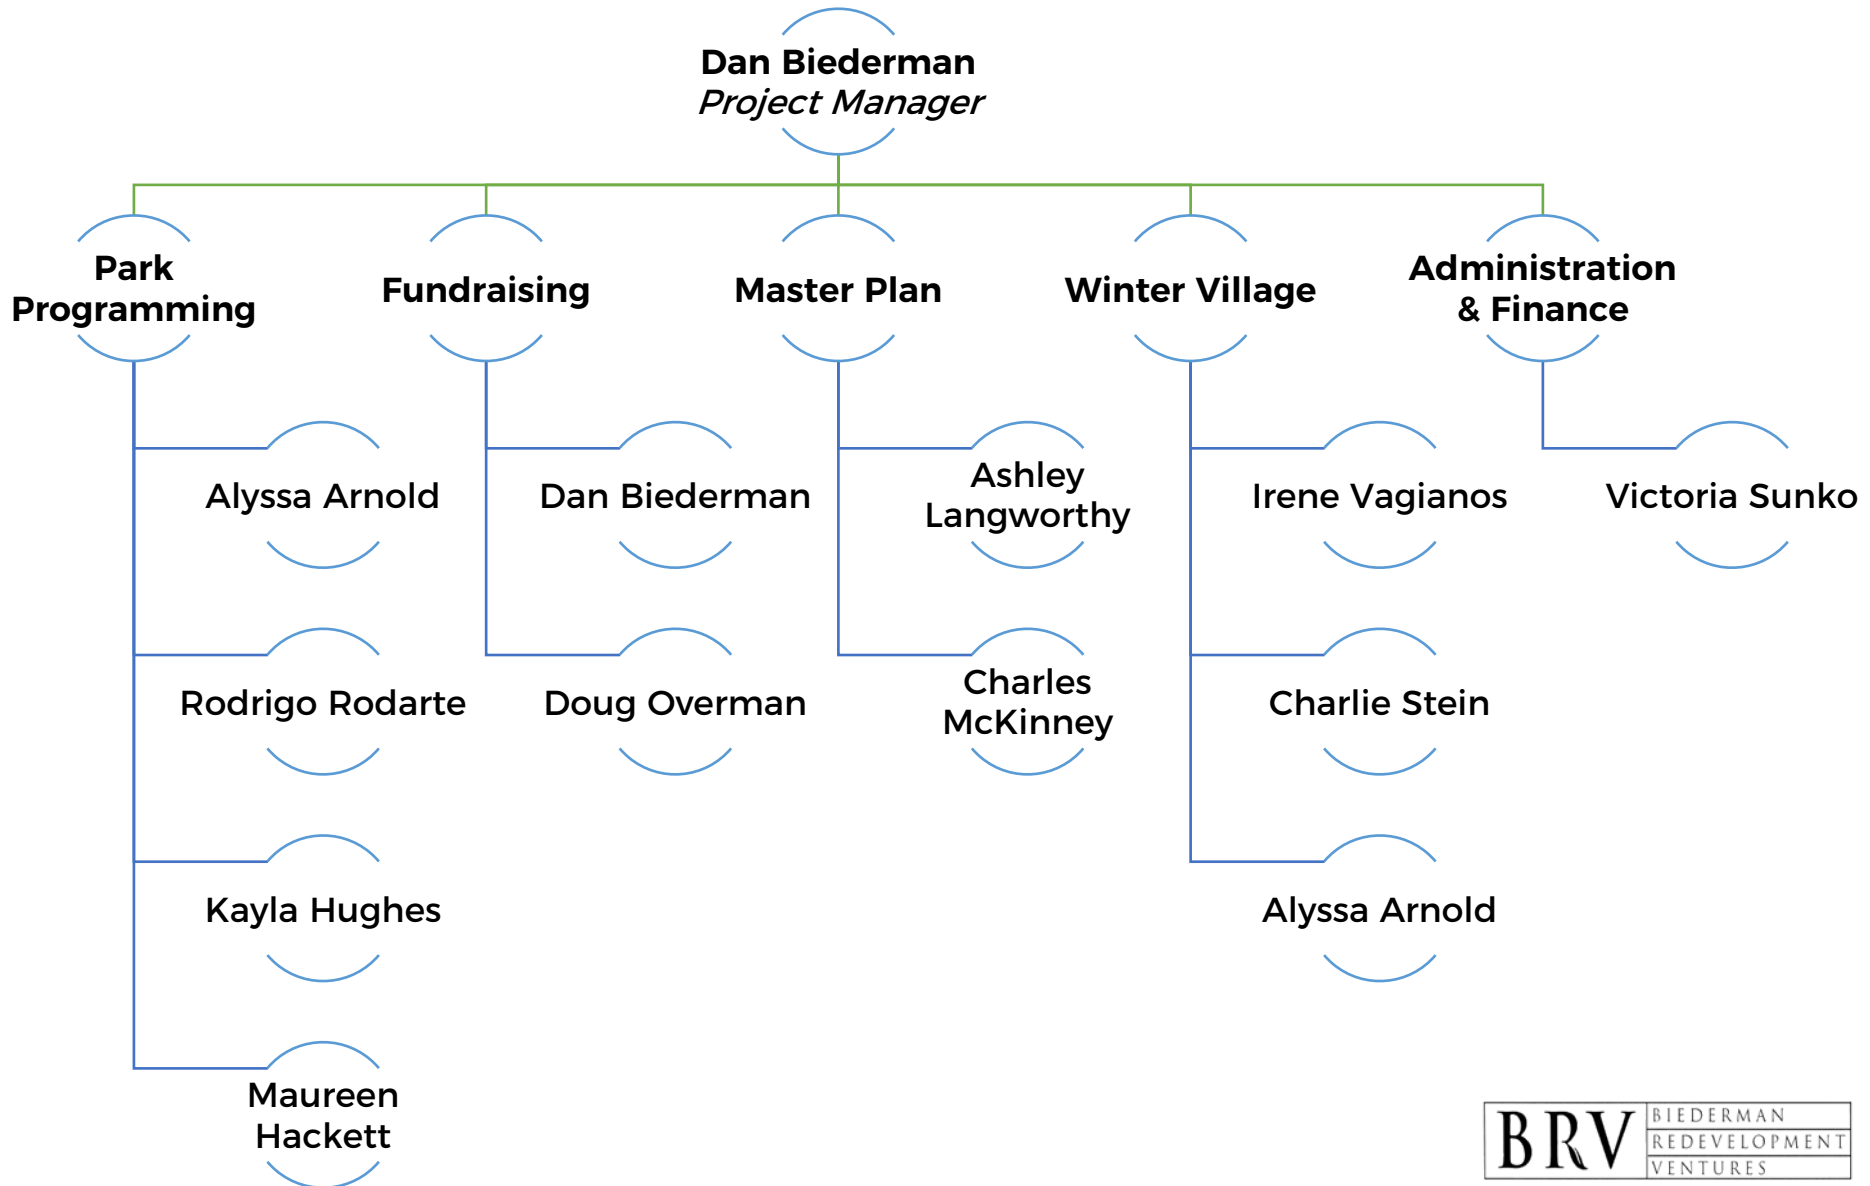 Dan Biederman
Project Manager
Park
Programming
Fundraising
Master Plan
Winter Village
Administration
& Finance
Alyssa Arnold
Dan Biederman
Ashley
Langworthy
Irene Vagianos
Victoria Sunko
Rodrigo Rodarte
Doug Overman
Charles
McKinney
Charlie Stein
Kayla Hughes
Alyssa Arnold
Maureen
Hackett
BRV
BIEDERMAN
REDEVELOPMENT
VENTURES